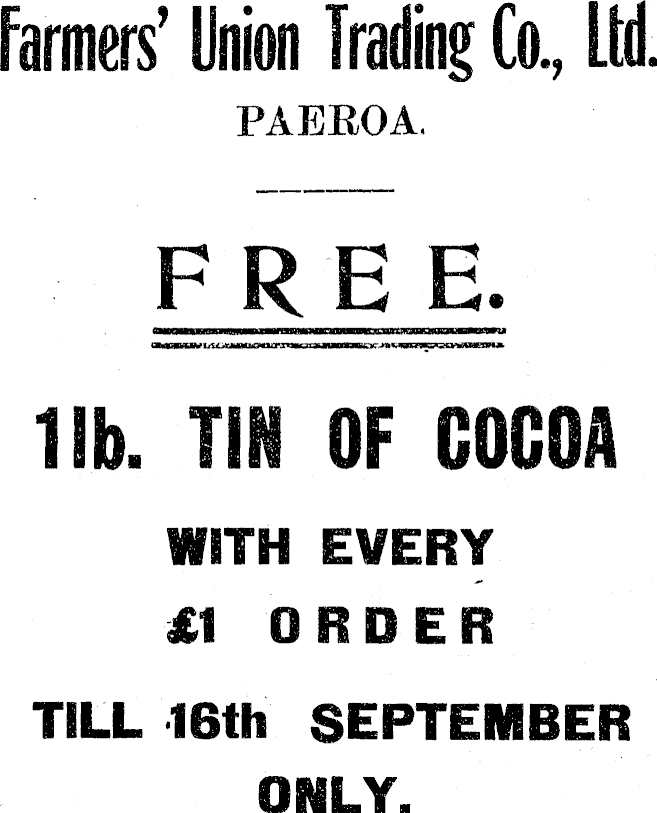 Farmers' Union Trading Co., Ltd.
PAEROA.
FREE.
1lb. TIN OF COCOA
WITH EVERY
£1 ORDER
TILL 16th SEPTEMBER
ONLY.